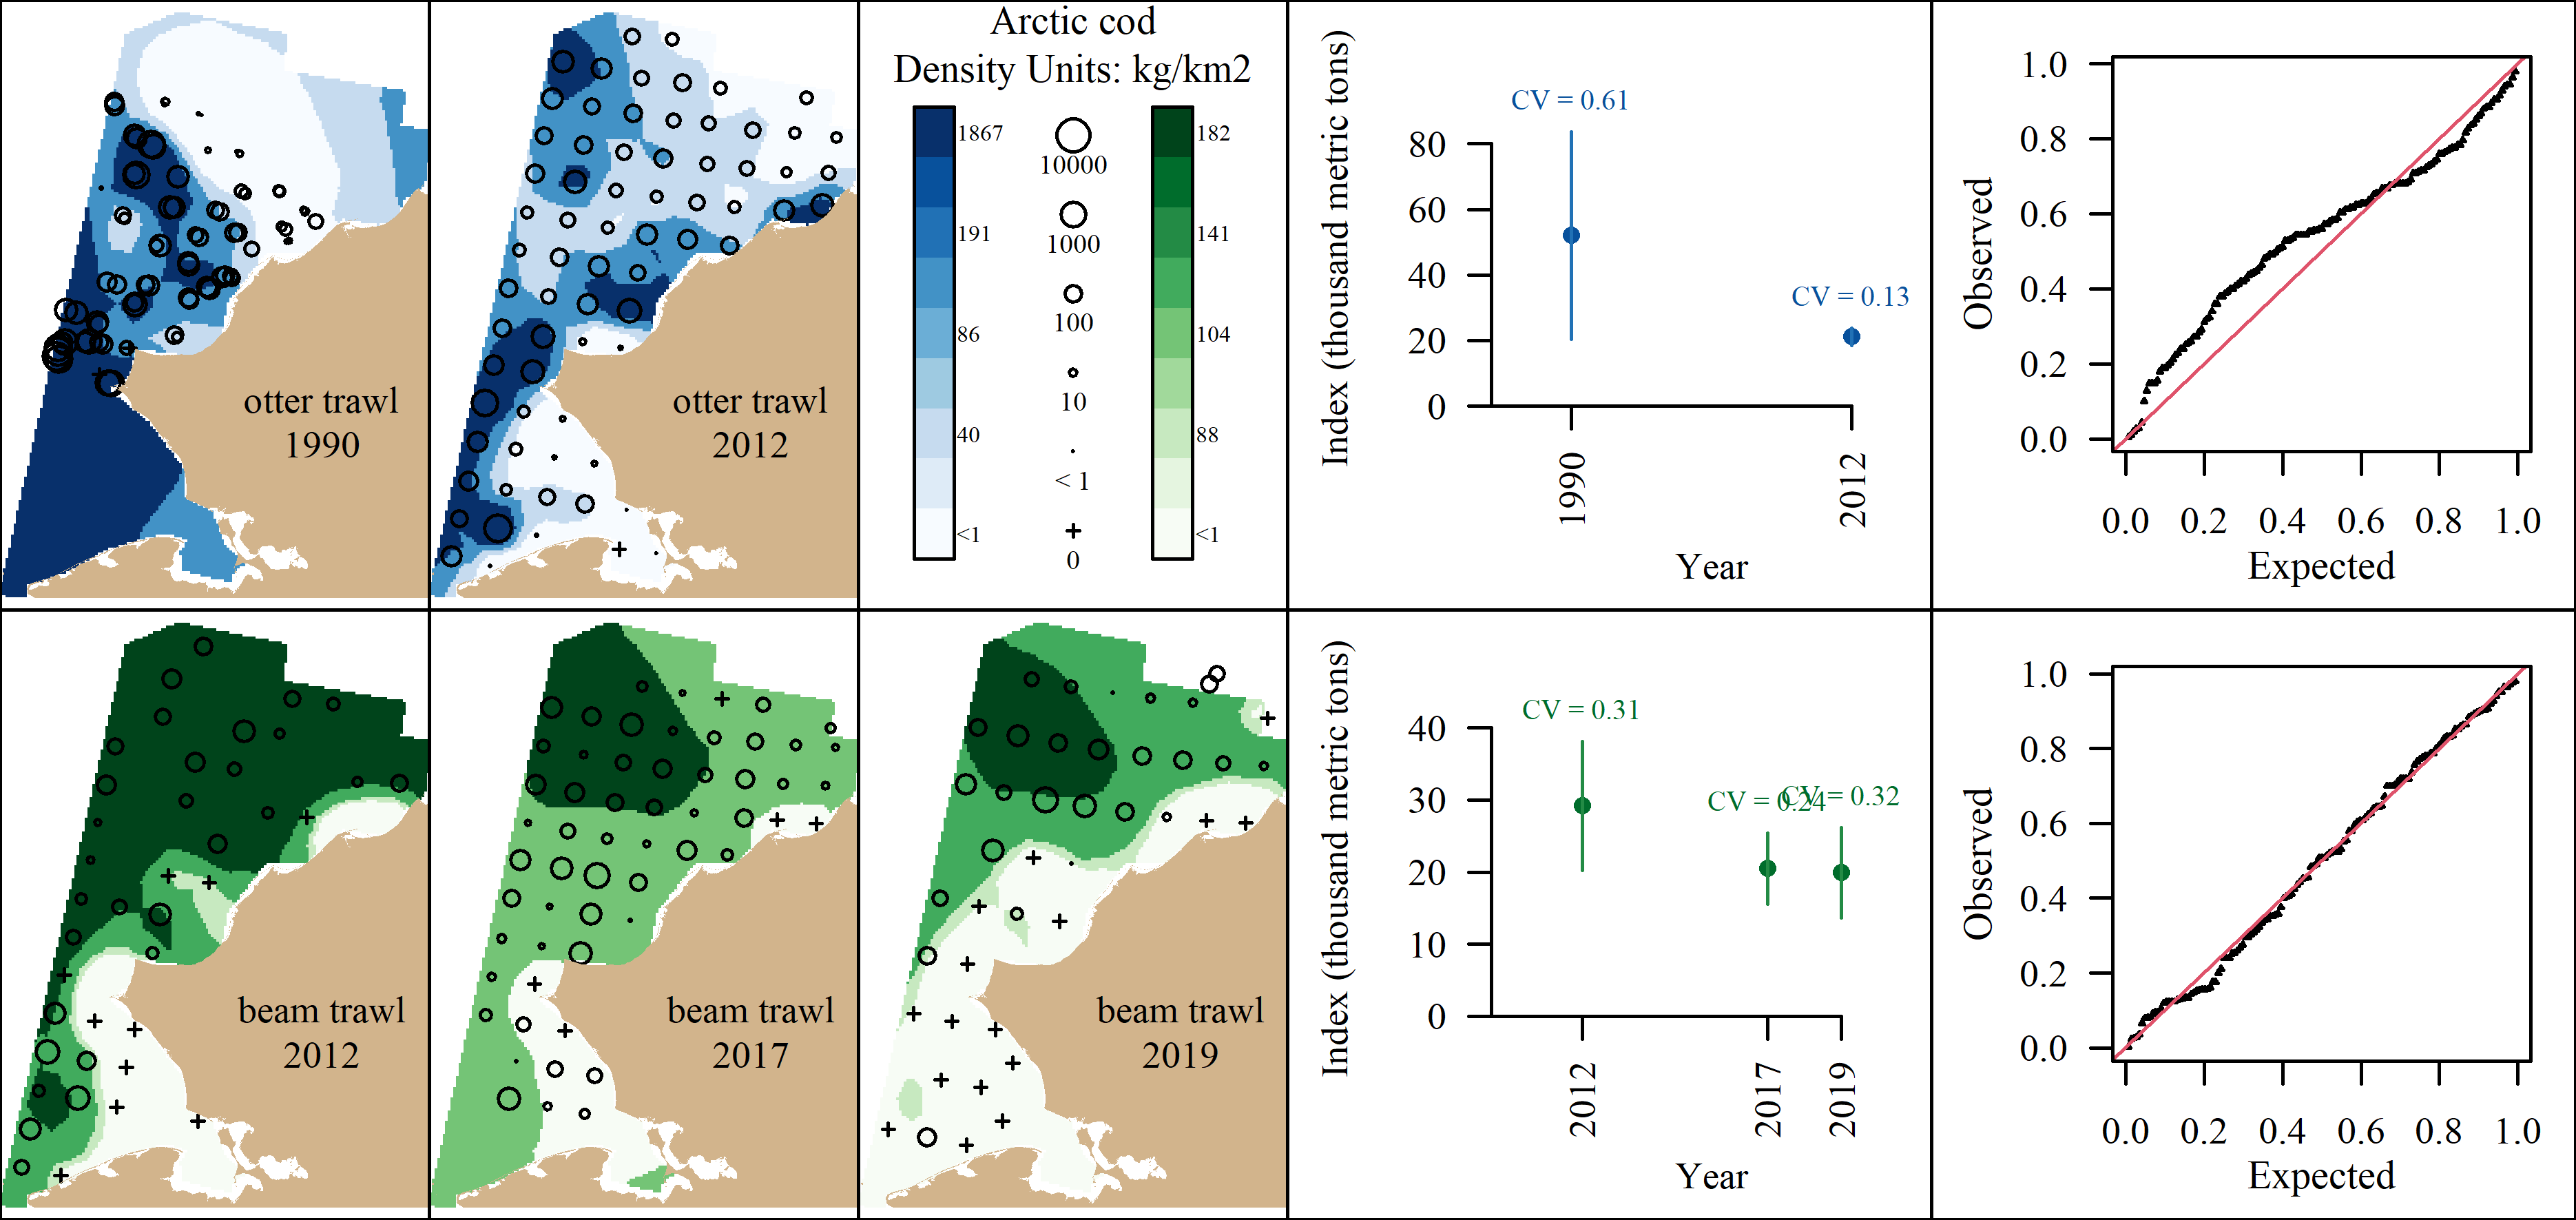 otter trawl
1990
otter trawl
2012
Arctic cod
Density Units: kg/km2
1867
191
86
40
<1
10000
1000
100
10
< 1
0
182
141
104
88
<1
Index (thousand metric tons)
80
60
40
20
0
CV = 0.61
CV = 0.13
1990
2012
Year
Observed
1.0
0.8
0.6
0.4
0.2
0.0
0.0 0.2 0.4 0.6 0.8 1.0
Expected
beam trawl
2012
beam trawl
2017
beam trawl
2019
Index (thousand metric tons)
40
30
20
10
0
CV = 0.31
CV = 0.24
CV = 0.32
2012
2017
2019
Year
Observed
1.0
0.8
0.6
0.4
0.2
0.0
0.0 0.2 0.4 0.6 0.8 1.0
Expected